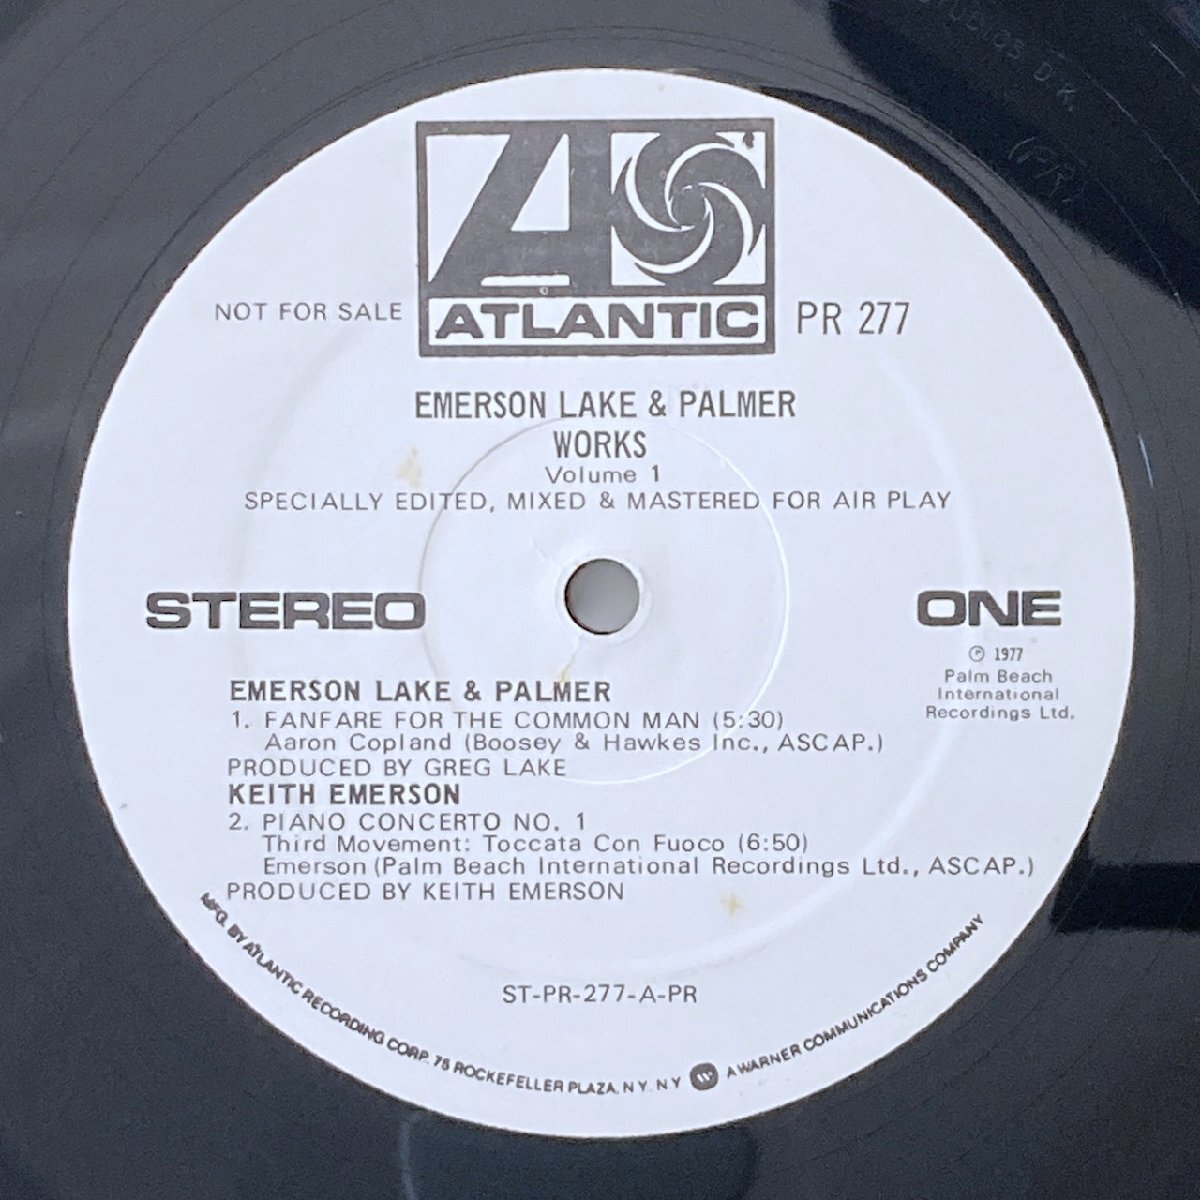 ATLANTIC
NOT FOR SALE
PR 277
EMERSON LAKE & PALMER
WORKS
Volume 1
SPECIALLY EDITED, MIXED & MASTERED FOR AIR PLAY
STEREO
ONE
℗ 1977
Palm Beach
International
Recordings Ltd.
EMERSON LAKE & PALMER
1. FANFARE FOR THE COMMON MAN (5:30)
Aaron Copland (Boosey & Hawkes Inc., ASCAP.)
PRODUCED BY GREG LAKE
KEITH EMERSON
2. PIANO CONCERTO NO. 1
Third Movement: Toccata Con Fuoco (6:50)
Emerson (Palm Beach International Recordings Ltd., ASCAP.)
PRODUCED BY KEITH EMERSON
ST-PR-277-A-PR
MFG. BY ATLANTIC RECORDING CORP. 75 ROCKEFELLER PLAZA, N.Y. N.Y. A WARNER COMMUNICATIONS COMPANY
D.K.
(PR)